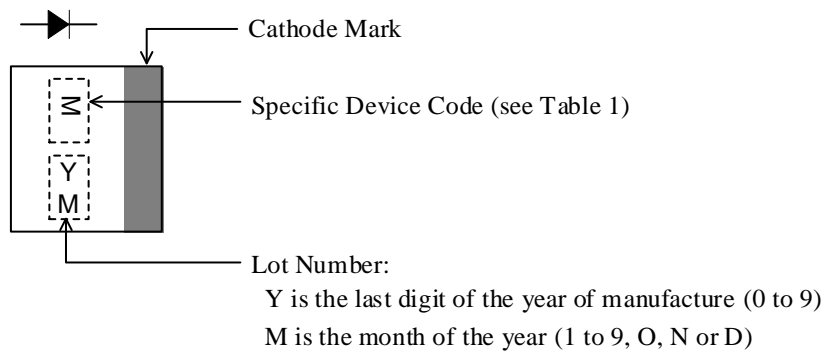 Cathode Mark
M
Specific Device Code (see Table 1)
Y
M
Lot Number:
Y is the last digit of the year of manufacture (0 to 9)
M is the month of the year (1 to 9, O, N or D)